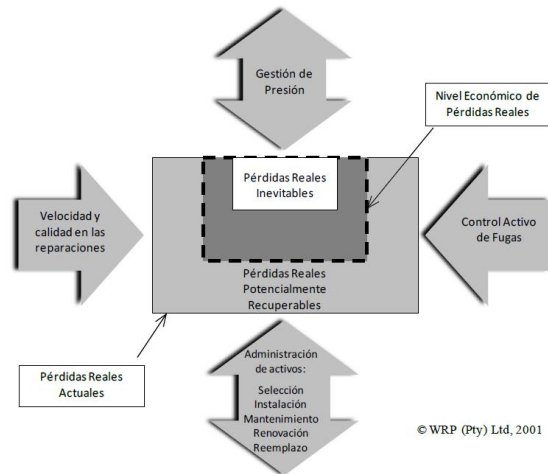 Gestión de
Presión
Nivel Económico de
Pérdidas Reales
Pérdidas Reales
Inevitables
Velocidad y
calidad en las
reparaciones
Control Activo
de Fugas
Pérdidas Reales
Potencialmente
Recuperables
Pérdidas Reales
Actuales
Administración
de activos:
Selección
Instalación
Mantenimiento
Renovación
Reemplazo
© WRP (Pty) Ltd, 2001